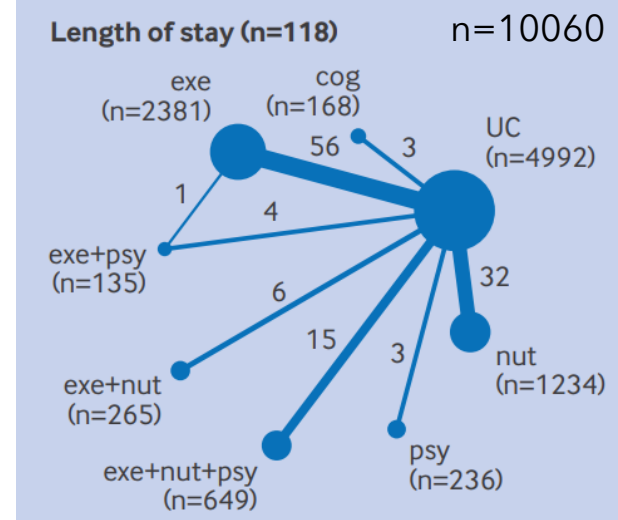 Length of stay (n=118)
n=10060
exe
(n=2381)
cog
(n=168)
UC
(n=4992)
56
3
1
4
exe+psy
(n=135)
6
32
15
3
exe+nut
(n=265)
nut
(n=1234)
exe+nut+psy
(n=649)
psy
(n=236)